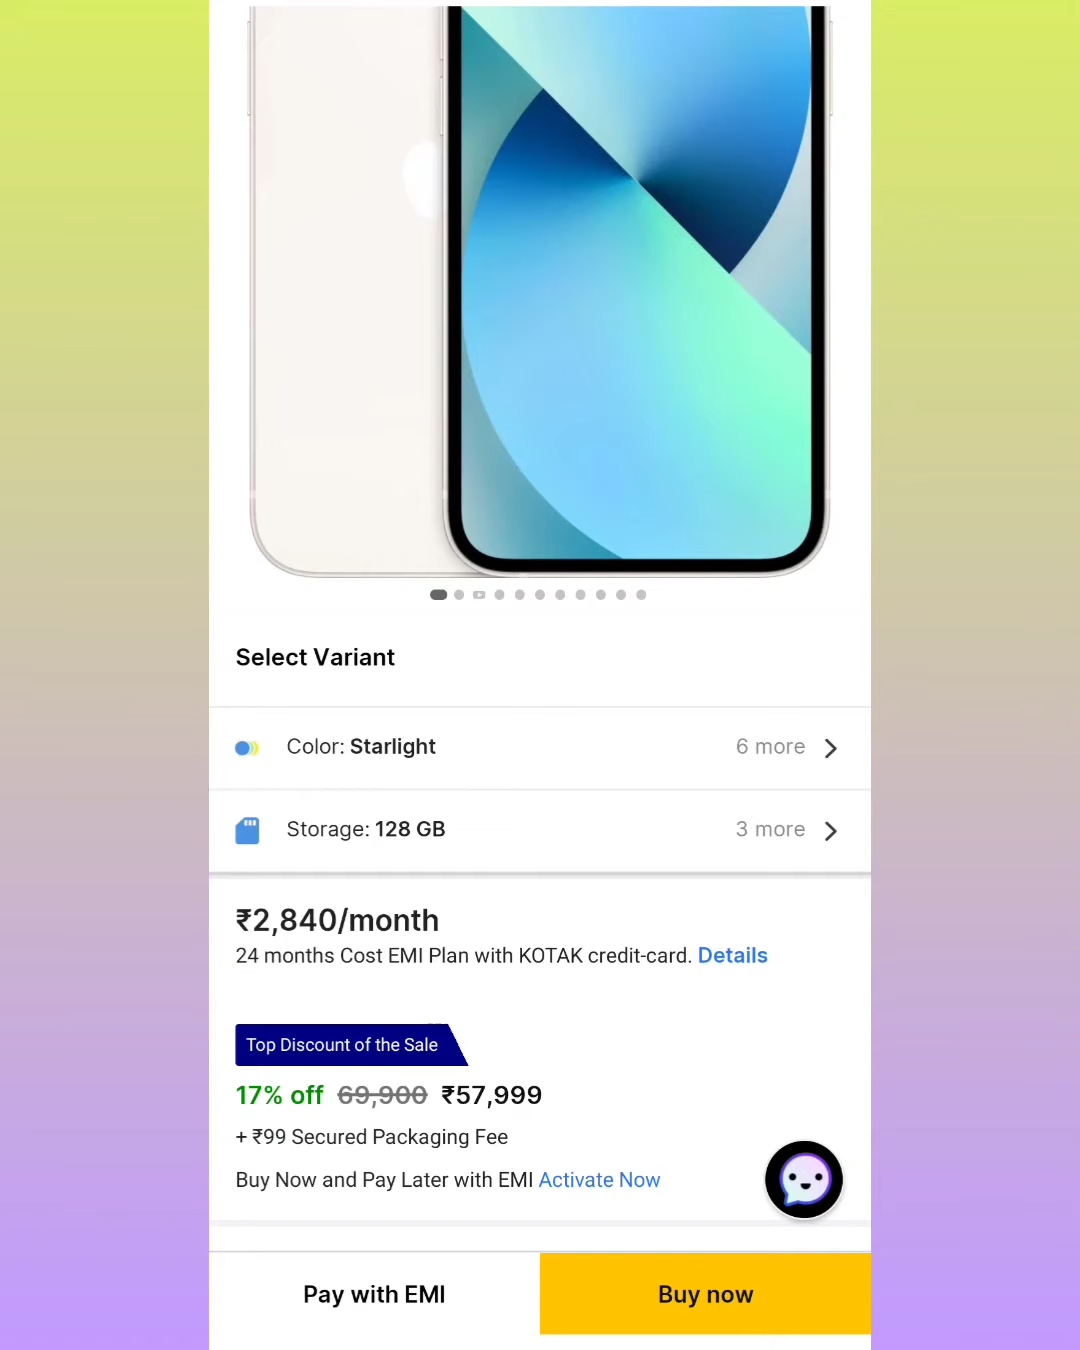 Select Variant
Color: Starlight
6 more
Storage: 128 GB
3 more
₹2,840/month
24 months Cost EMI Plan with KOTAK credit-card. Details
Top Discount of the Sale
17% off 69,900 ₹57,999
+ ₹99 Secured Packaging Fee
Buy Now and Pay Later with EMI Activate Now
Pay with EMI
Buy now